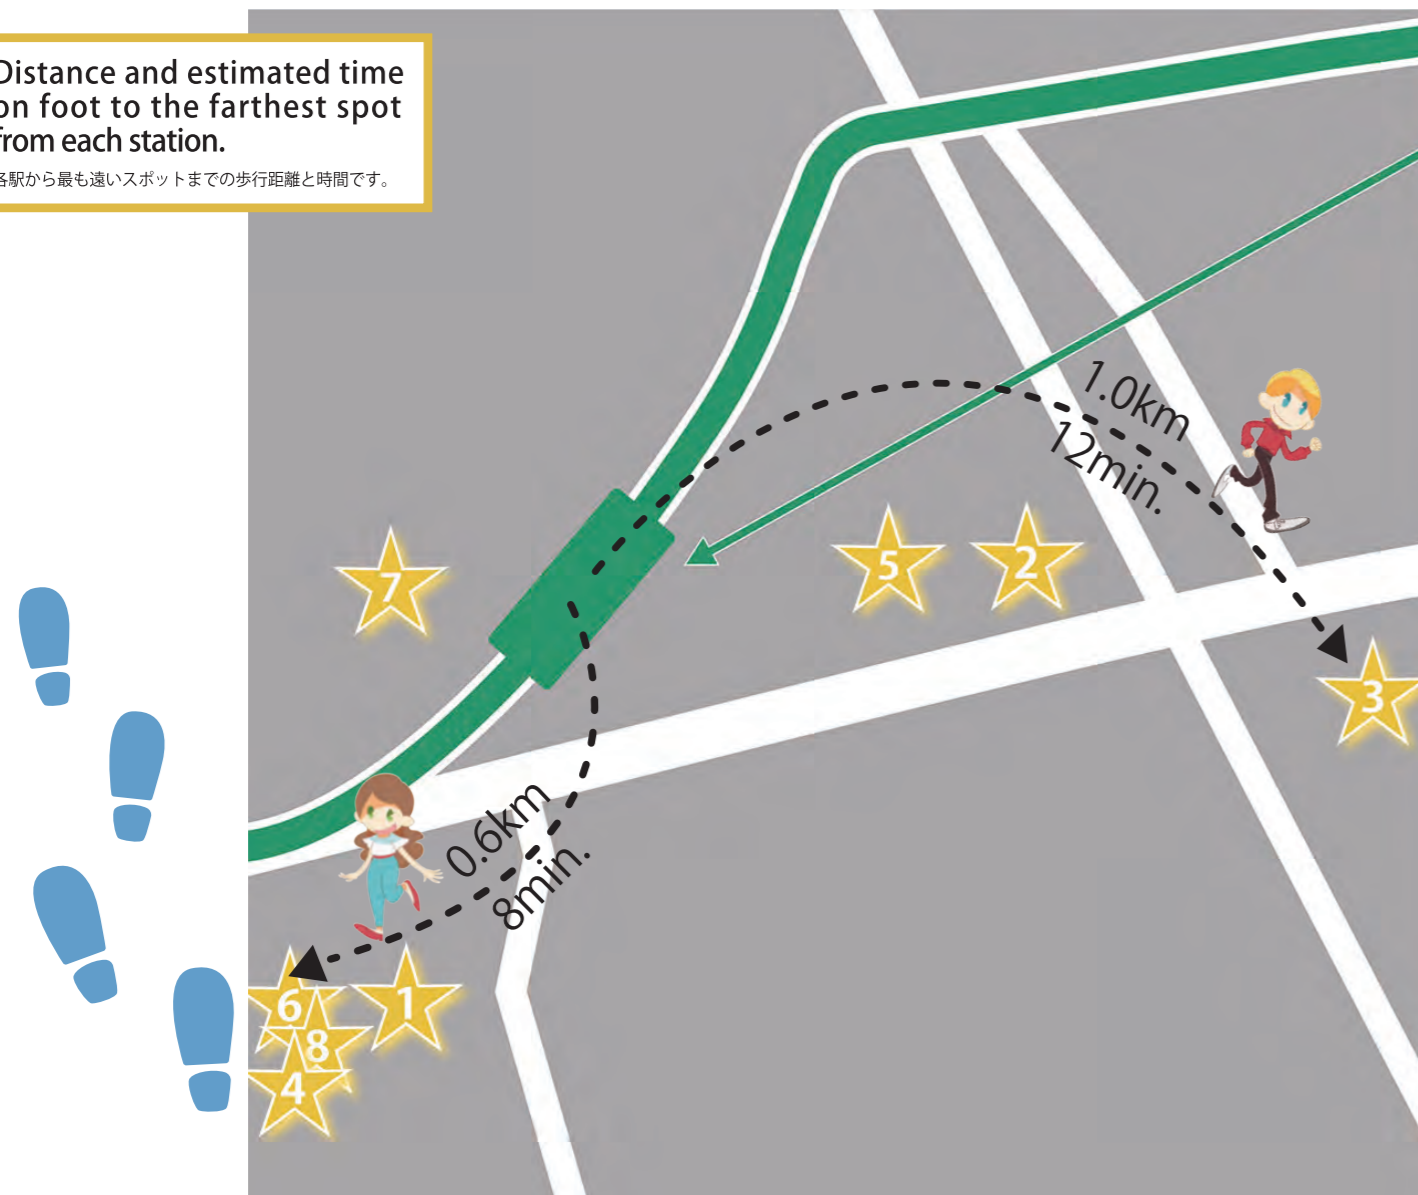 Distance and estimated time
on foot to the farthest spot
from each station.
各駅から最も遠いスポットまでの歩行距離と時間です。
1.0km
12min.
7
5
2
3
0.6km
8min.
6
1
8
4